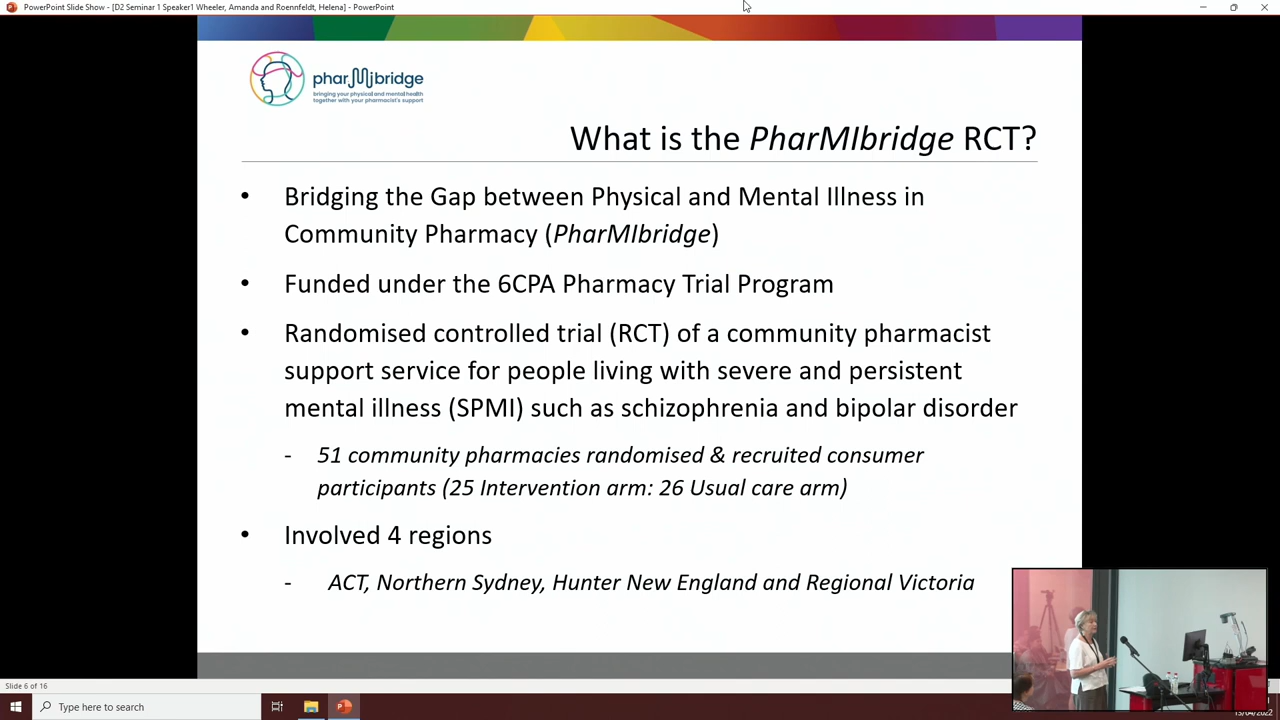 PowerPoint Slide Show - [D2 Seminar 1 Speaker1 Wheeler, Amanda and Roennfeldt, Helena] - PowerPoint
pharMIbridge
bringing your physical and mental health
together with your pharmacist's support
What is the PharMIbridge RCT?
• Bridging the Gap between Physical and Mental Illness in
Community Pharmacy (PharMIbridge)
• Funded under the 6CPA Pharmacy Trial Program
• Randomised controlled trial (RCT) of a community pharmacist
support service for people living with severe and persistent
mental illness (SPMI) such as schizophrenia and bipolar disorder
- 51 community pharmacies randomised & recruited consumer
participants (25 Intervention arm: 26 Usual care arm)
• Involved 4 regions
- ACT, Northern Sydney, Hunter New England and Regional Victoria
Slide 6 of 16
Type here to search
13/04/2022